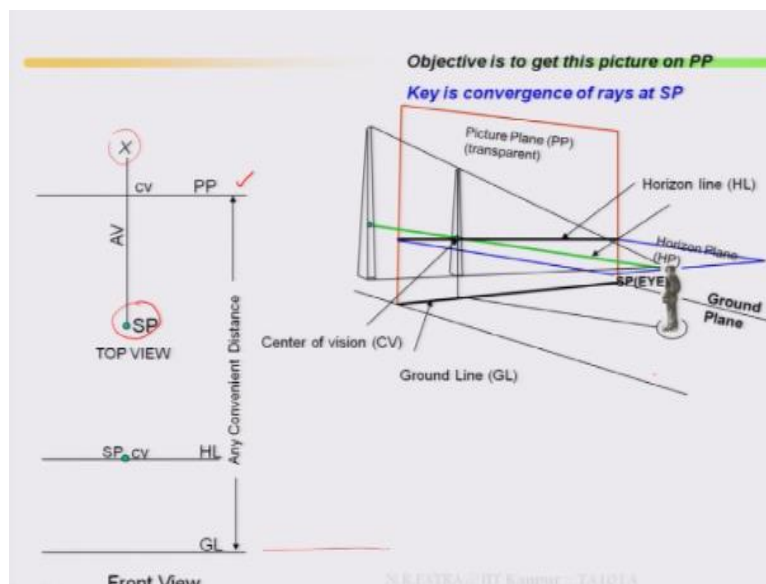 Objective is to get this picture on PP
Key is convergence of rays at SP
X
CV PP
AV
SP
TOP VIEW
Any Convenient Distance
SP CV HL
GL
Front View
Picture Plane (PP)
(transparent)
Horizon line (HL)
Horizon Plane
(HP)
SP(EYE)
Ground
Plane
Center of vision (CV)
Ground Line (GL)